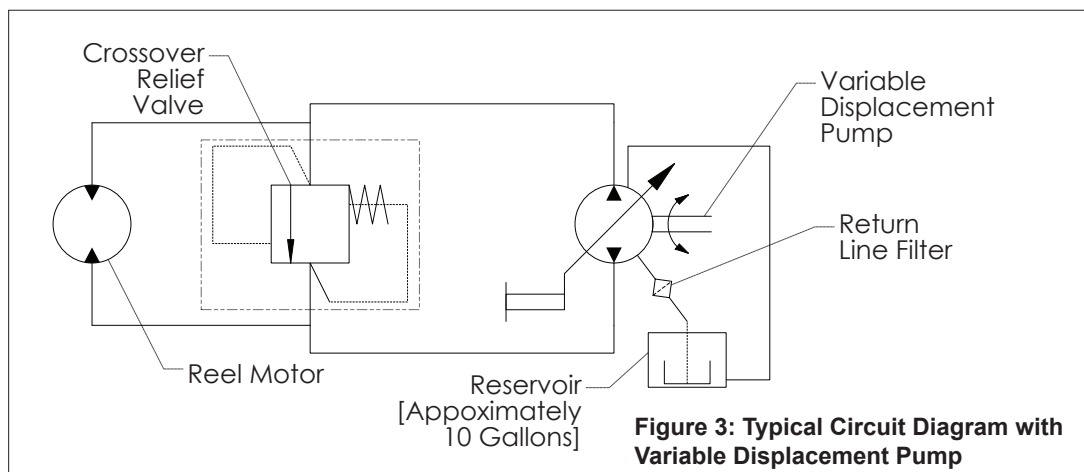 Crossover
Relief
Valve
Variable
Displacement
Pump
Return
Line Filter
Reel Motor
Reservoir
[Appoximately
10 Gallons]
Figure 3: Typical Circuit Diagram with
Variable Displacement Pump